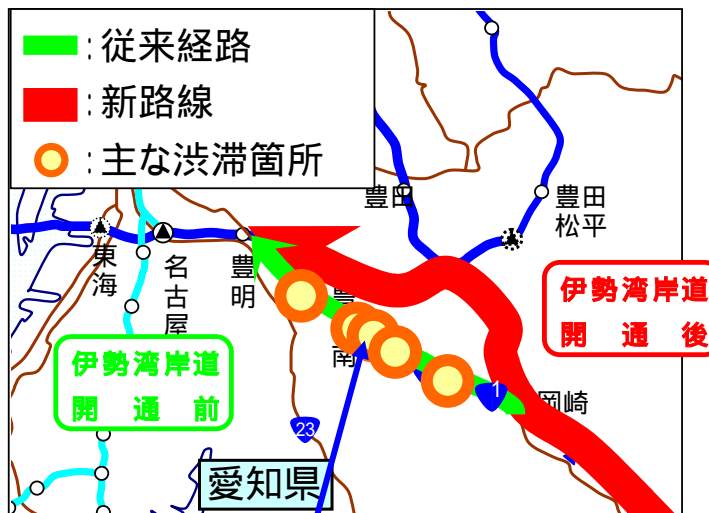 : 従来経路
: 新路線
: 主な渋滞箇所
豊田
豊田
松平
東海
名古屋
豊明
豊
南
伊勢湾岸道
開通後
伊勢湾岸道
開通前
1
岡崎
23
愛知県